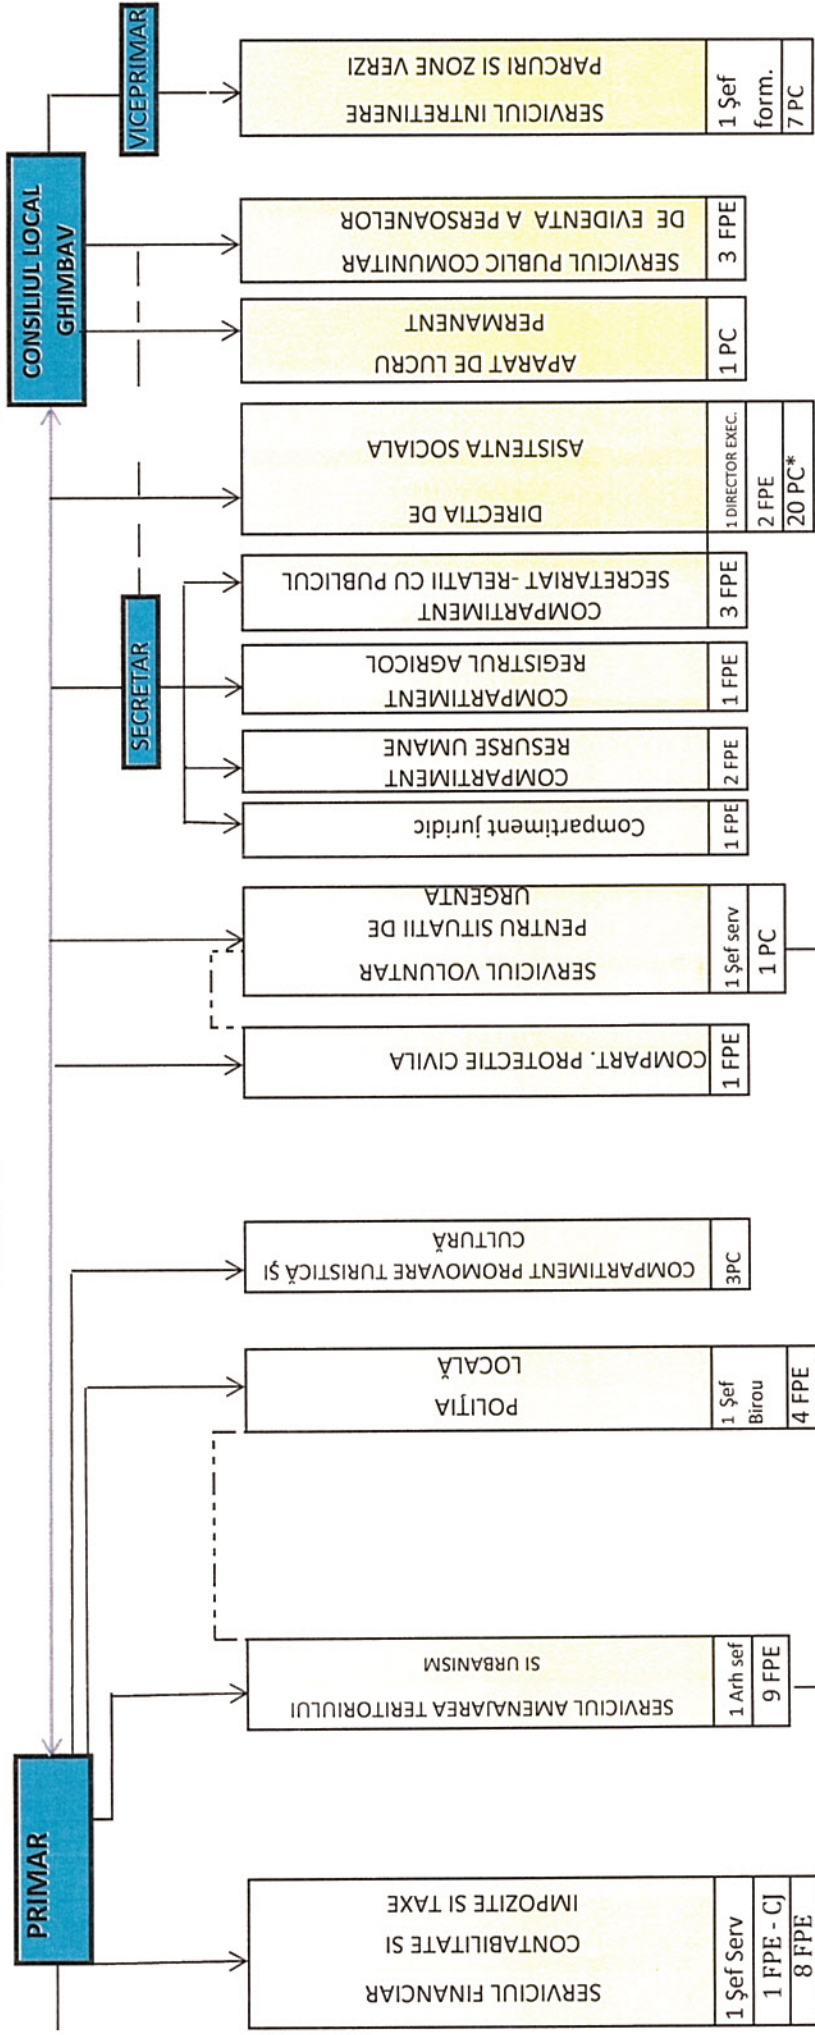 PRIMAR
CONSILIUL LOCAL
GHIMBAV
VICEPRIMAR
SECRETAR
SERVICIUL FINANCIAR
CONTABILITATE SI
IMPOZITE SI TAXE
1 Şef Serv
1 FPE - CJ
8 FPE
SERVICIUL AMENAJAREA TERITORIULUI
SI URBANISM
1 Arh sef
9 FPE
POLIŢIA
LOCALĂ
1 Şef
Birou
4 FPE
COMPARTIMENT PROMOVARE TURISTICĂ ŞI
CULTURĂ
3PC
COMPART. PROTECTIE CIVILA
1 FPE
SERVICIUL VOLUNTAR
PENTRU SITUATII DE
URGENTA
1 Şef serv
1 PC
Compartiment juridic
1 FPE
COMPARTIMENT
RESURSE UMANE
2 FPE
COMPARTIMENT
REGISTRUL AGRICOL
1 FPE
COMPARTIMENT
SECRETARIAT -RELATII CU PUBLICUL
3 FPE
DIRECTIA DE
ASISTENTA SOCIALA
1 DIRECTOR EXEC.
2 FPE
20 PC*
APARAT DE LUCRU
PERMANENT
1 PC
SERVICIUL PUBLIC COMUNITAR
DE EVIDENTA A PERSOANELOR
3 FPE
SERVICIUL INTRETINERE
PARCURI SI ZONE VERZI
1 Şef
form.
7 PC